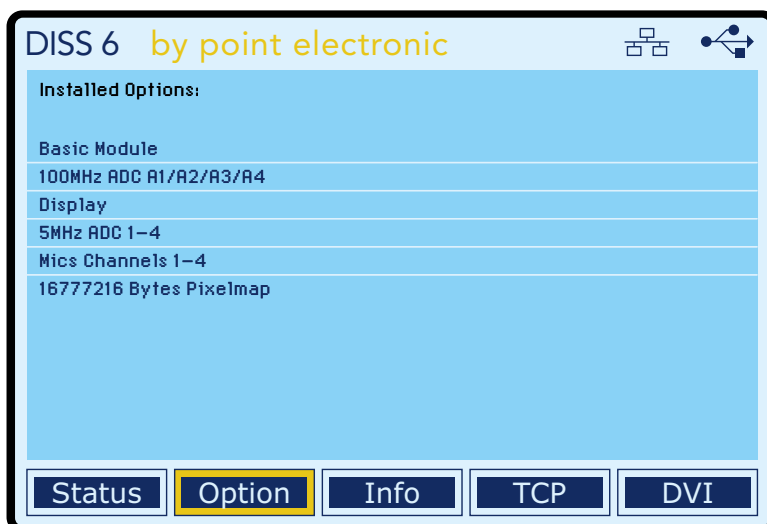 DISS 6 by point electronic
Installed Options:
Basic Module
100MHz ADC A1/A2/A3/A4
Display
5MHz ADC 1–4
Mics Channels 1–4
16777216 Bytes Pixelmap
Status Option Info TCP DVI